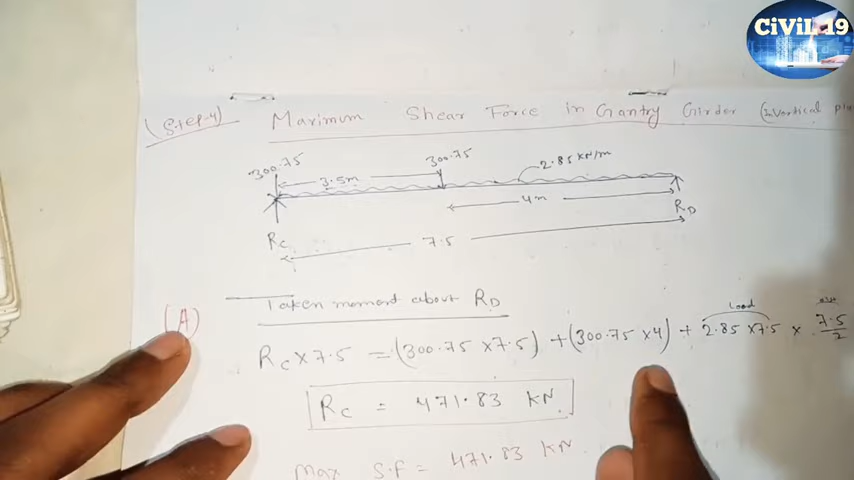 CiViL 19
(Step-4) Maximum Shear Force in Gantry Girder (Vertical
300.75 300.75 2.85 kN/m
3.5m
4m
RC RD
7.5
(A) Taken moment about RD
Load
RC × 7.5 = (300.75 × 7.5) + (300.75 × 4) + 2.85 × 7.5 × 7.5/2
RC = 471.83 KN
Max S.F = 471.83 KN